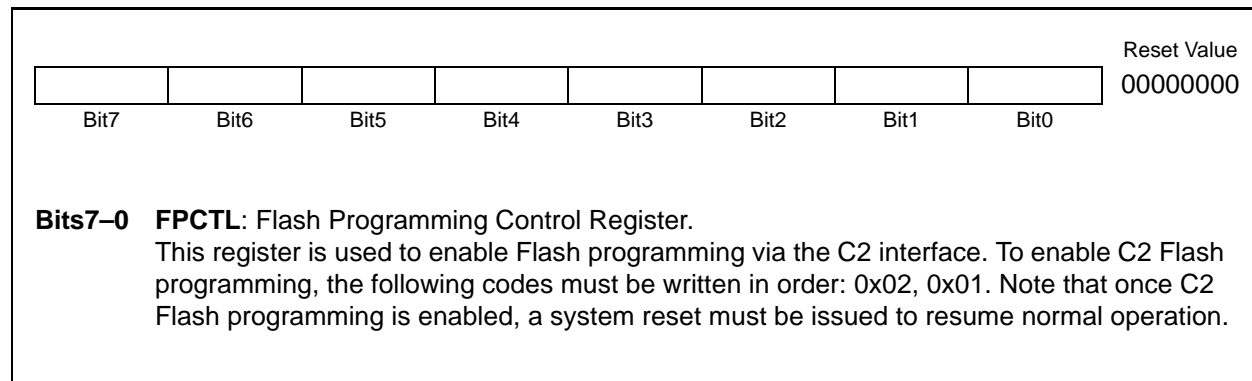 Reset Value
00000000
Bit7 Bit6 Bit5 Bit4 Bit3 Bit2 Bit1 Bit0
Bits7–0 FPCTL: Flash Programming Control Register.
This register is used to enable Flash programming via the C2 interface. To enable C2 Flash
programming, the following codes must be written in order: 0x02, 0x01. Note that once C2
Flash programming is enabled, a system reset must be issued to resume normal operation.